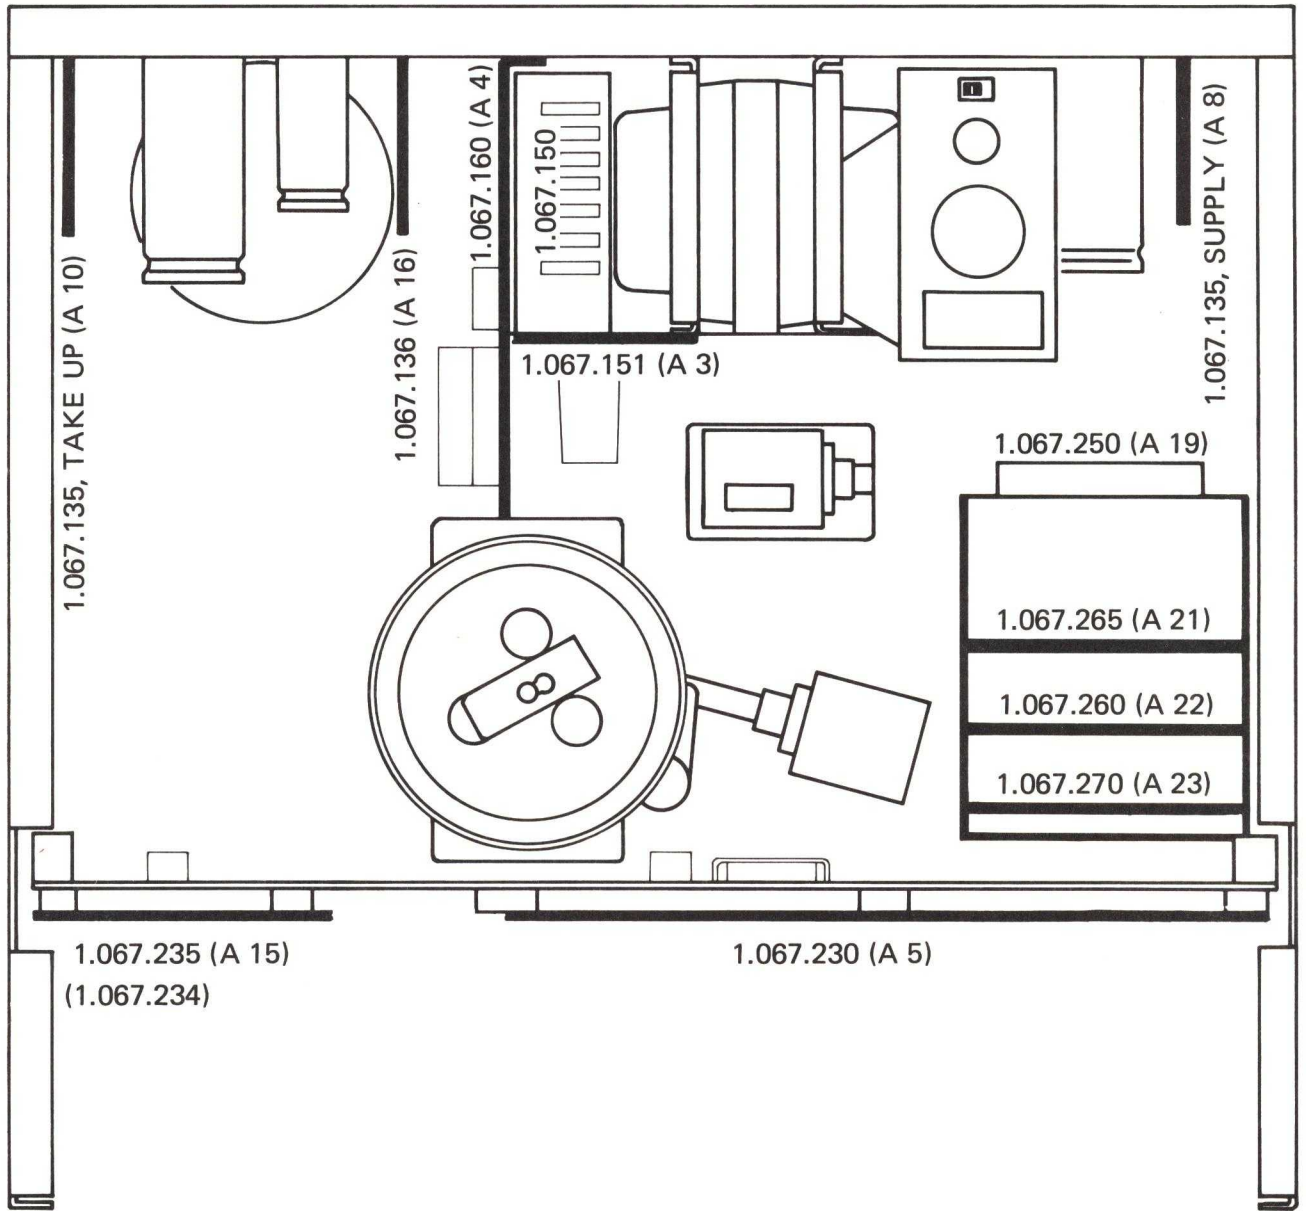 1.067.135, TAKE UP (A 10)
1.067.136 (A 16)
1.067.160 (A 4)
1.067.150
1.067.151 (A 3)
1.067.135, SUPPLY (A 8)
1.067.250 (A 19)
1.067.265 (A 21)
1.067.260 (A 22)
1.067.270 (A 23)
1.067.235 (A 15)
(1.067.234)
1.067.230 (A 5)